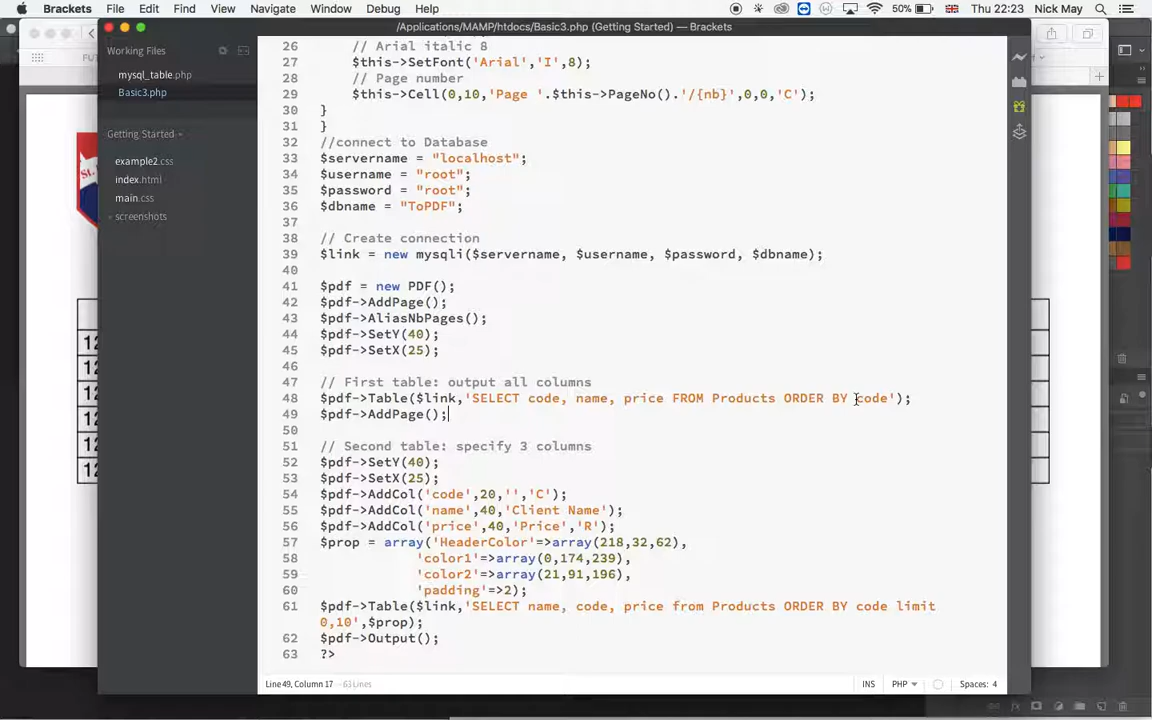 Brackets File Edit Find View Navigate Window Debug Help 50% Thu 22:23 Nick May
/Applications/MAMP/htdocs/Basic3.php (Getting Started) — Brackets
Working Files
mysql_table.php
Basic3.php
Getting Started
example2.css
index.html
main.css
screenshots
26 // Arial italic 8
27 $this->SetFont('Arial','I',8);
28 // Page number
29 $this->Cell(0,10,'Page '.$this->PageNo().'/{nb}',0,0,'C');
30 }
31 }
32 //connect to Database
33 $servername = "localhost";
34 $username = "root";
35 $password = "root";
36 $dbname = "ToPDF";
37
38 // Create connection
39 $link = new mysqli($servername, $username, $password, $dbname);
40
41 $pdf = new PDF();
42 $pdf->AddPage();
43 $pdf->AliasNbPages();
44 $pdf->SetY(40);
45 $pdf->SetX(25);
46
47 // First table: output all columns
48 $pdf->Table($link,'SELECT code, name, price FROM Products ORDER BY code');
49 $pdf->AddPage();
50
51 // Second table: specify 3 columns
52 $pdf->SetY(40);
53 $pdf->SetX(25);
54 $pdf->AddCol('code',20,'','C');
55 $pdf->AddCol('name',40,'Client Name');
56 $pdf->AddCol('price',40,'Price','R');
57 $prop = array('HeaderColor'=>array(218,32,62),
58 'color1'=>array(0,174,239),
59 'color2'=>array(21,91,196),
60 'padding'=>2);
61 $pdf->Table($link,'SELECT name, code, price from Products ORDER BY code limit
0,10',$prop);
62 $pdf->Output();
63 ?>
Line 49, Column 17 — 63 Lines
INS PHP Spaces: 4